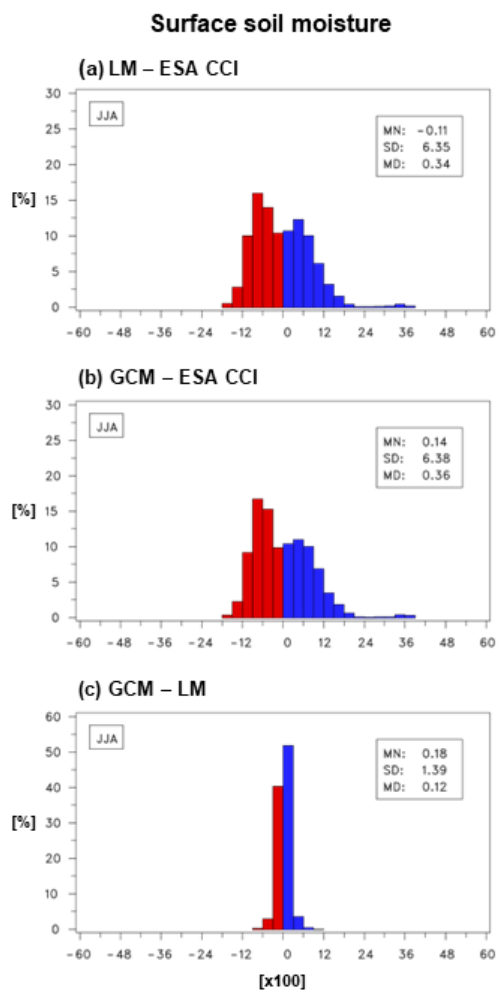 Surface soil moisture
(a) LM – ESA CCI
30
25
20
15
10
5
0
[%]
JJA
MN: -0.11
SD: 6.35
MD: 0.34
-60 -48 -36 -24 -12 0 12 24 36 48 60
(b) GCM – ESA CCI
30
25
20
15
10
5
0
[%]
JJA
MN: 0.14
SD: 6.38
MD: 0.36
-60 -48 -36 -24 -12 0 12 24 36 48 60
(c) GCM – LM
60
50
40
30
20
10
0
[%]
JJA
MN: 0.18
SD: 1.39
MD: 0.12
-60 -48 -36 -24 -12 0 12 24 36 48 60
[x100]